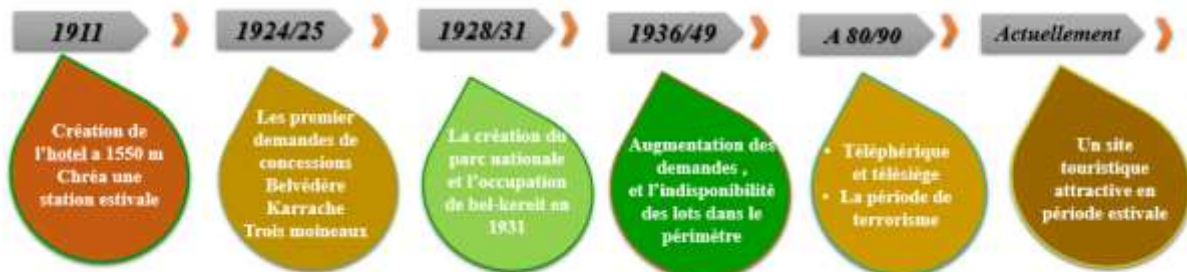 1911
1924/25
1928/31
1936/49
A 80/90
Actuellement
Création de
l'hotel a 1550 m
Chréa une
station estivale
Les premier
demandes de
concessions
Belvédère
Karrache
Trois moineaux
La création du
parc nationale
et l'occupation
de bel-kereit en
1931
Augmentation des
demandes ,
et l'indisponibilité
des lots dans le
périmètre
• Téléphérique
et télésiège
• La période de
terrorisme
Un site
touristique
attractive en
période estivale